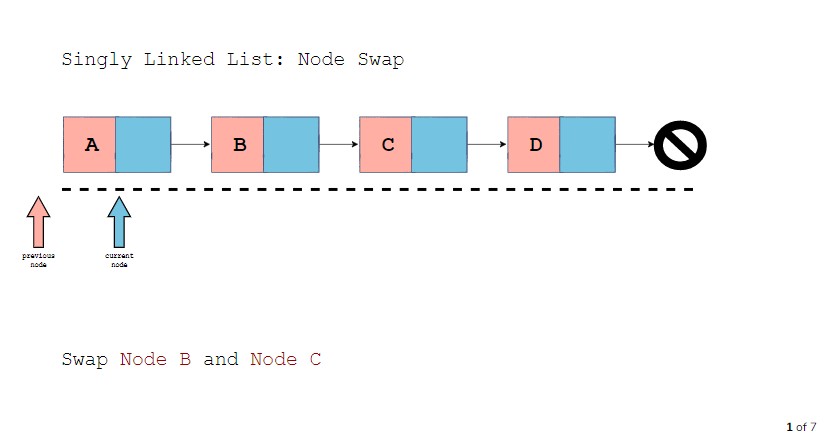 Singly Linked List: Node Swap
A B C D
previous current
node node
Swap Node B and Node C
1 of 7